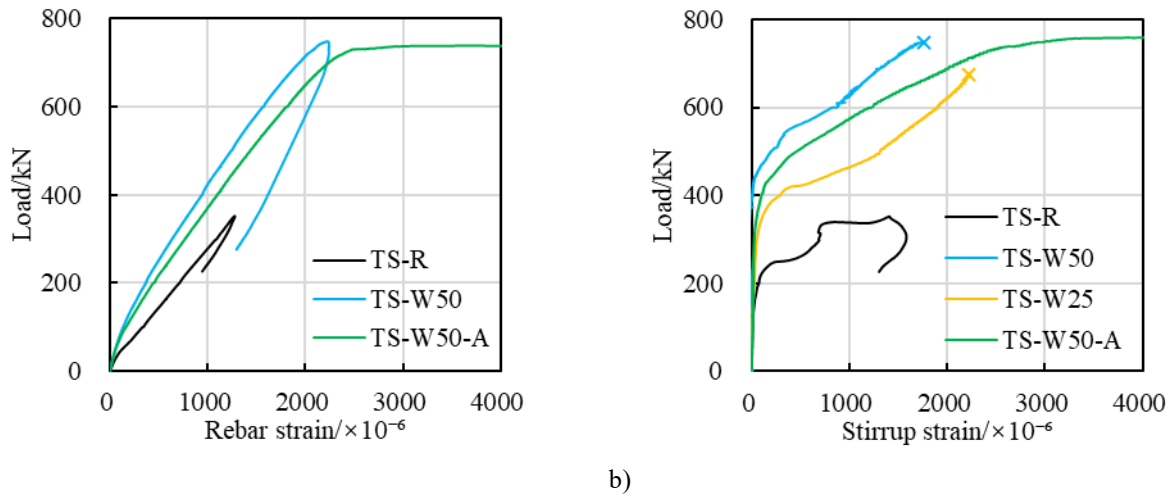 800
600
400
200
0
Load/kN
TS-R
TS-W50
TS-W50-A
0 1000 2000 3000 4000
Rebar strain/×10⁻⁶
800
600
400
200
0
Load/kN
TS-R
TS-W50
TS-W25
TS-W50-A
0 1000 2000 3000 4000
Stirrup strain/×10⁻⁶
b)